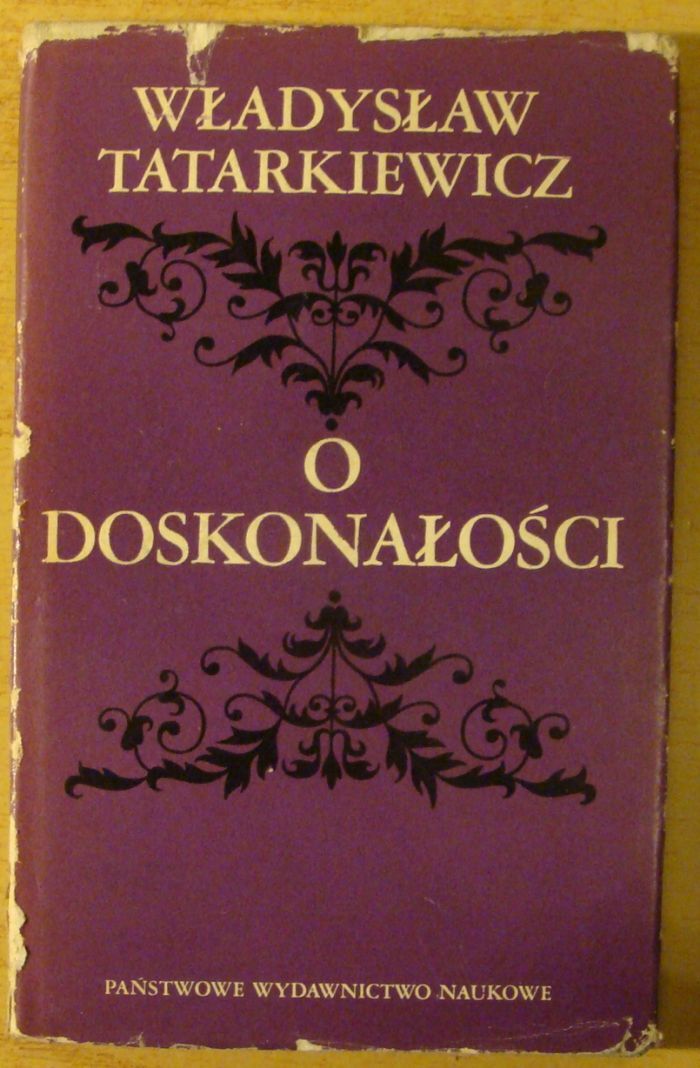 WŁADYSŁAW
TATARKIEWICZ
O
DOSKONAŁOŚCI
PAŃSTWOWE WYDAWNICTWO NAUKOWE